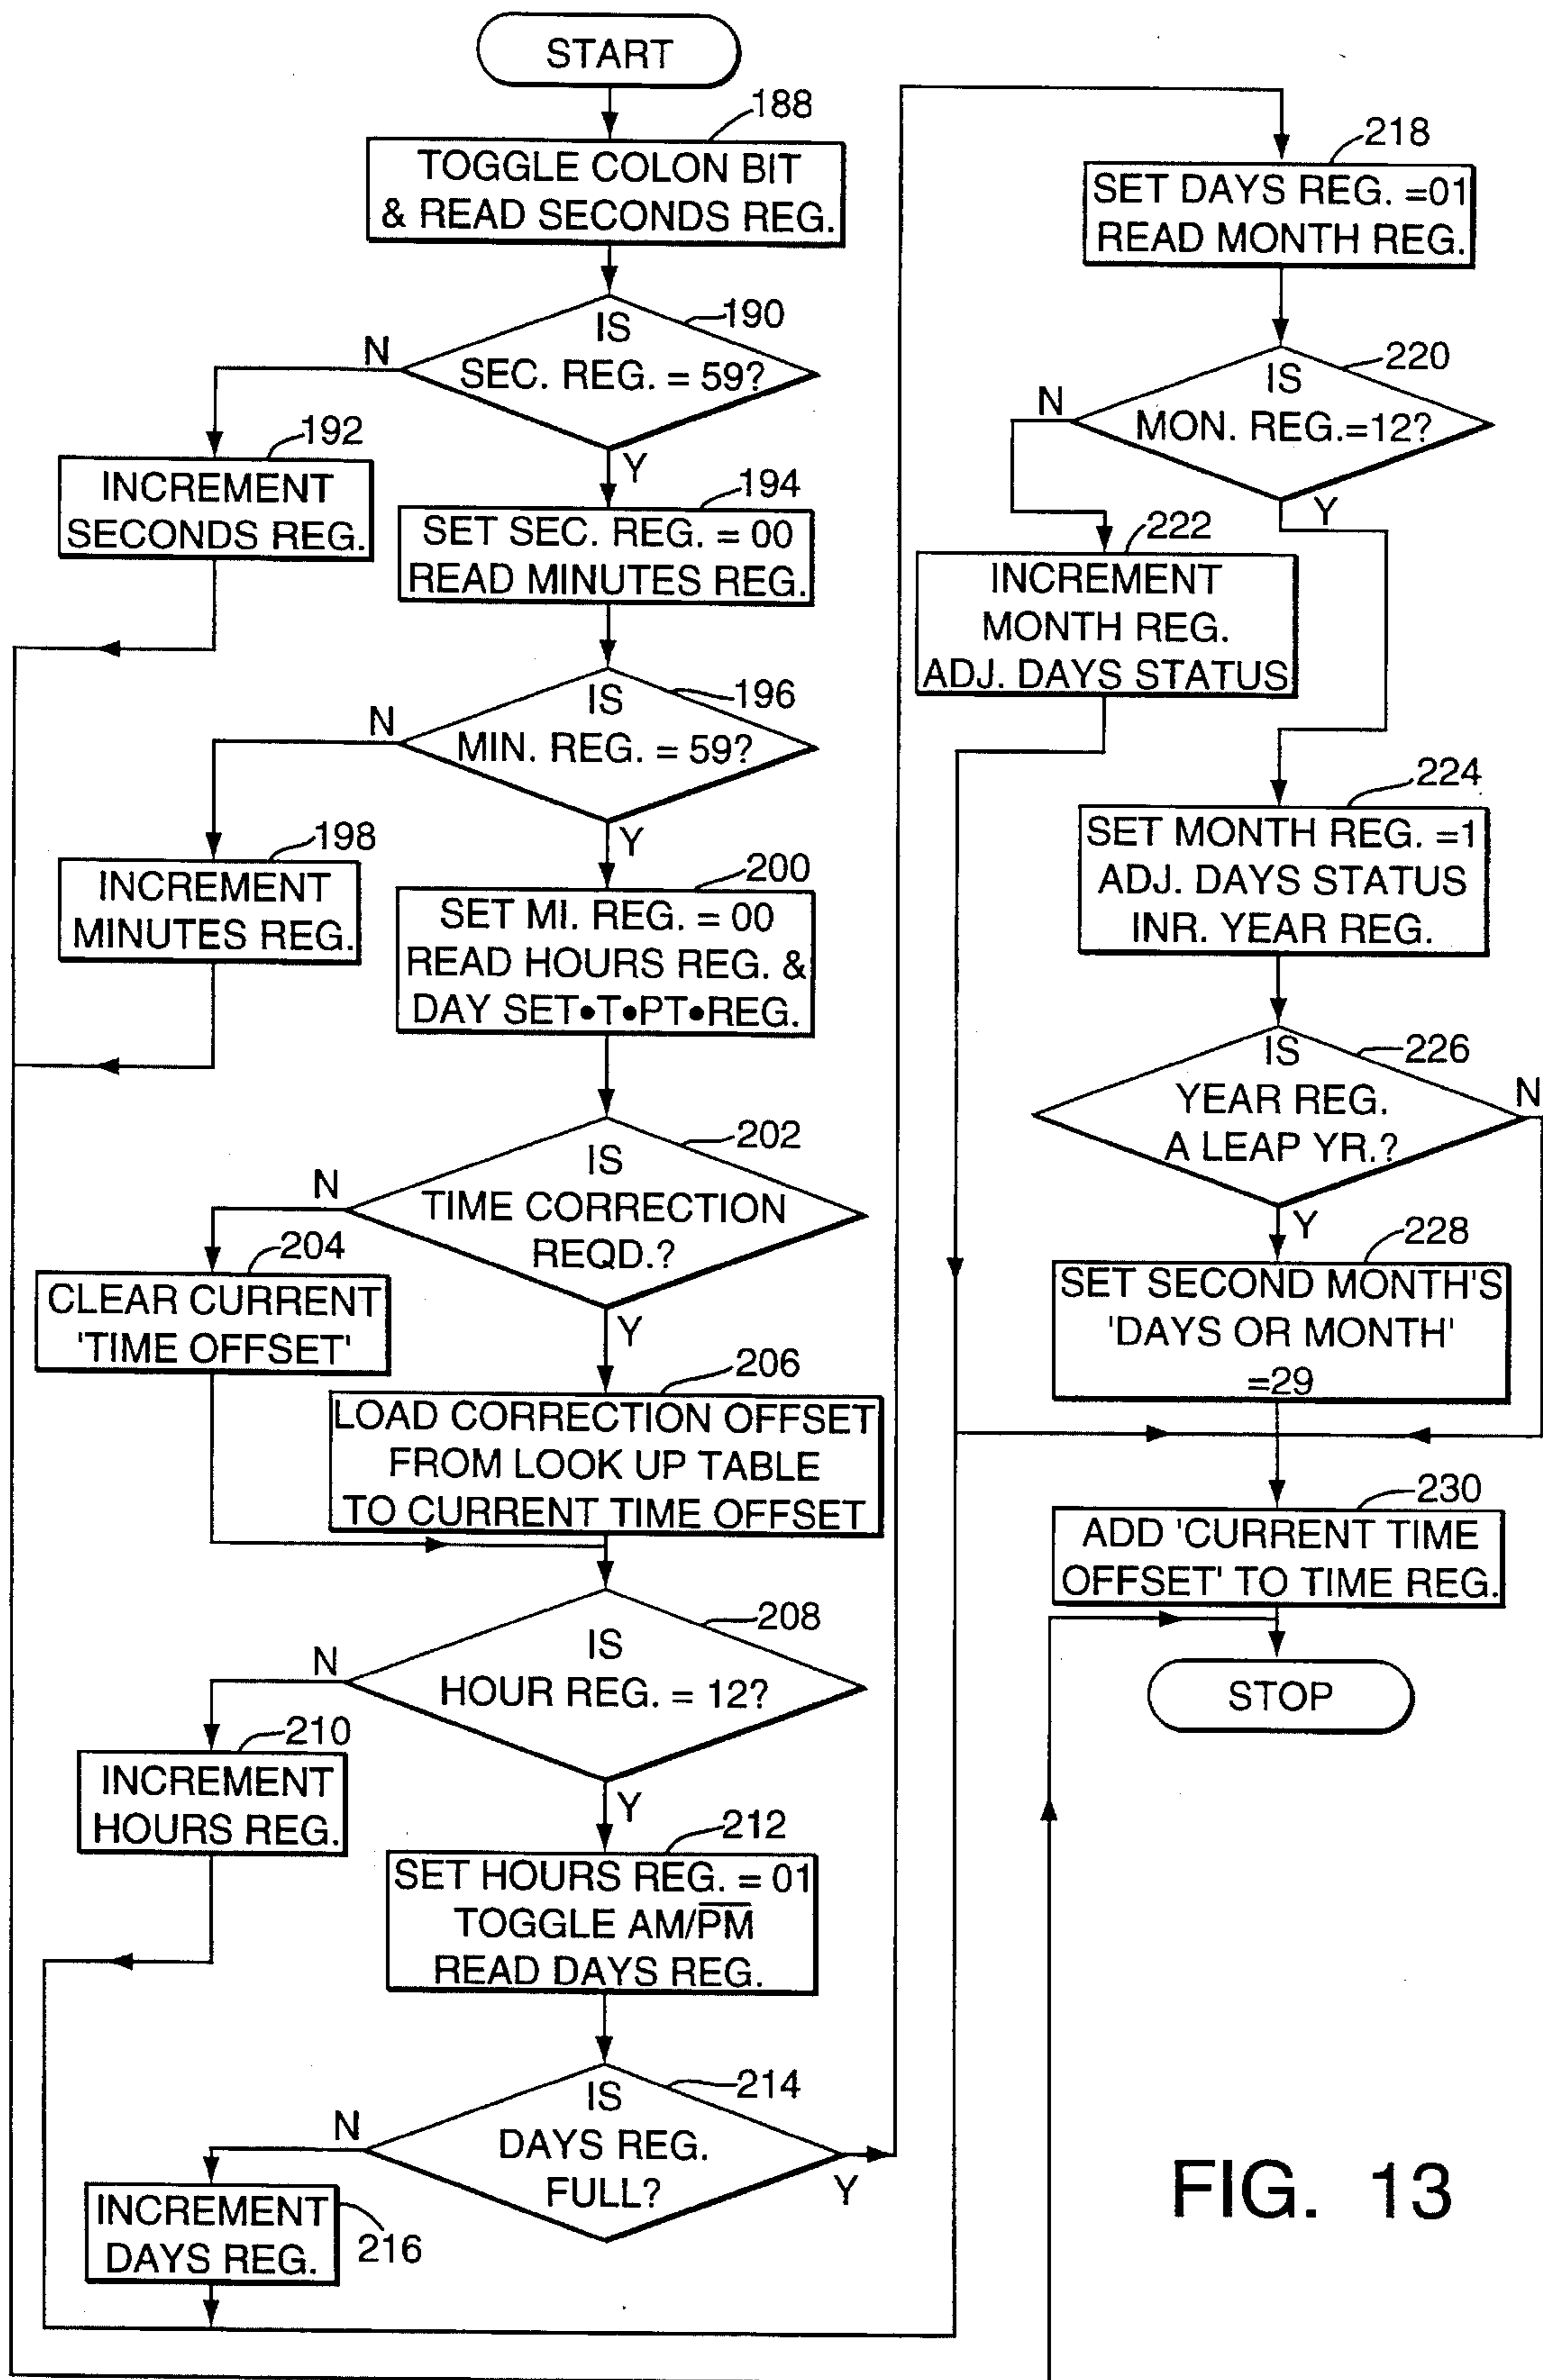 START
188
TOGGLE COLON BIT
& READ SECONDS REG.
190
IS
SEC. REG. = 59?
N
Y
192
INCREMENT
SECONDS REG.
194
SET SEC. REG. = 00
READ MINUTES REG.
196
IS
MIN. REG. = 59?
N
Y
198
INCREMENT
MINUTES REG.
200
SET MI. REG. = 00
READ HOURS REG. &
DAY SET•T•PT•REG.
202
IS
TIME CORRECTION
REQD.?
N
Y
204
CLEAR CURRENT
'TIME OFFSET'
206
LOAD CORRECTION OFFSET
FROM LOOK UP TABLE
TO CURRENT TIME OFFSET
208
IS
HOUR REG. = 12?
N
Y
210
INCREMENT
HOURS REG.
212
SET HOURS REG. = 01
TOGGLE AM/P̅M̅
READ DAYS REG.
214
IS
DAYS REG.
FULL?
N
Y
INCREMENT
DAYS REG.
216
218
SET DAYS REG. =01
READ MONTH REG.
220
IS
MON. REG.=12?
N
Y
222
INCREMENT
MONTH REG.
ADJ. DAYS STATUS
224
SET MONTH REG. =1
ADJ. DAYS STATUS
INR. YEAR REG.
226
IS
YEAR REG.
A LEAP YR.?
N
Y
228
SET SECOND MONTH'S
'DAYS OR MONTH'
=29
230
ADD 'CURRENT TIME
OFFSET' TO TIME REG.
STOP
FIG. 13